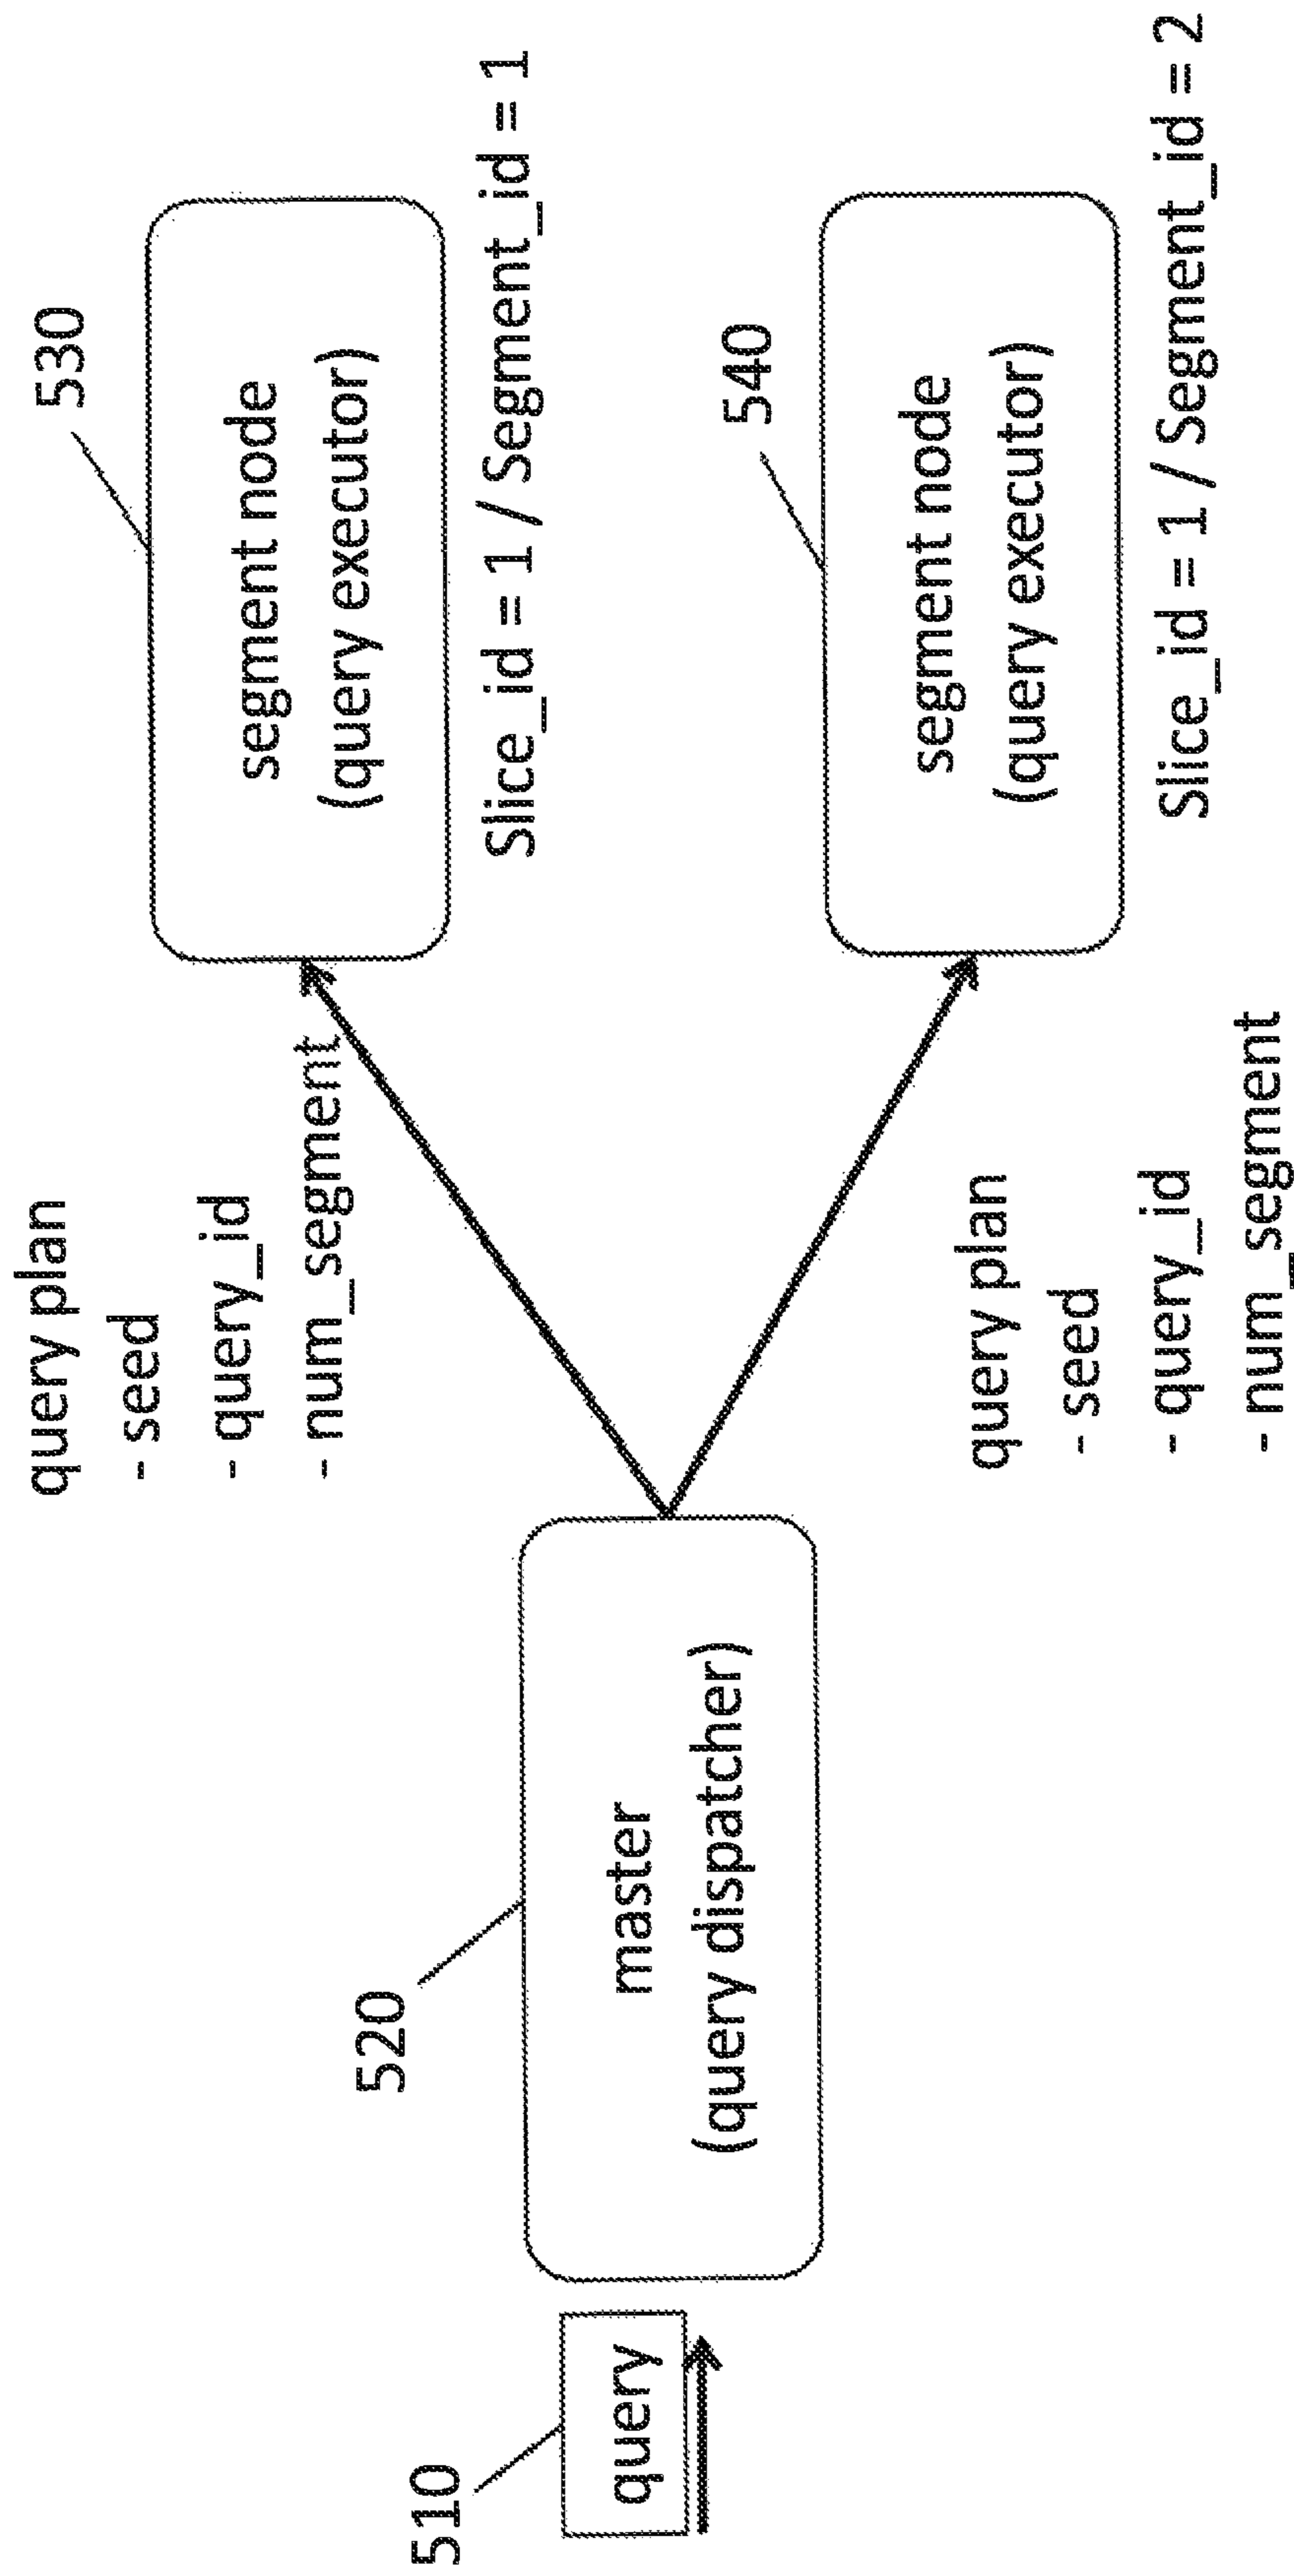 510
query
520
master
(query dispatcher)
query plan
- seed
- query_id
- num_segment
530
segment node
(query executor)
Slice_id = 1 / Segment_id = 1
query plan
- seed
- query_id
- num_segment
540
segment node
(query executor)
Slice_id = 1 / Segment_id = 2